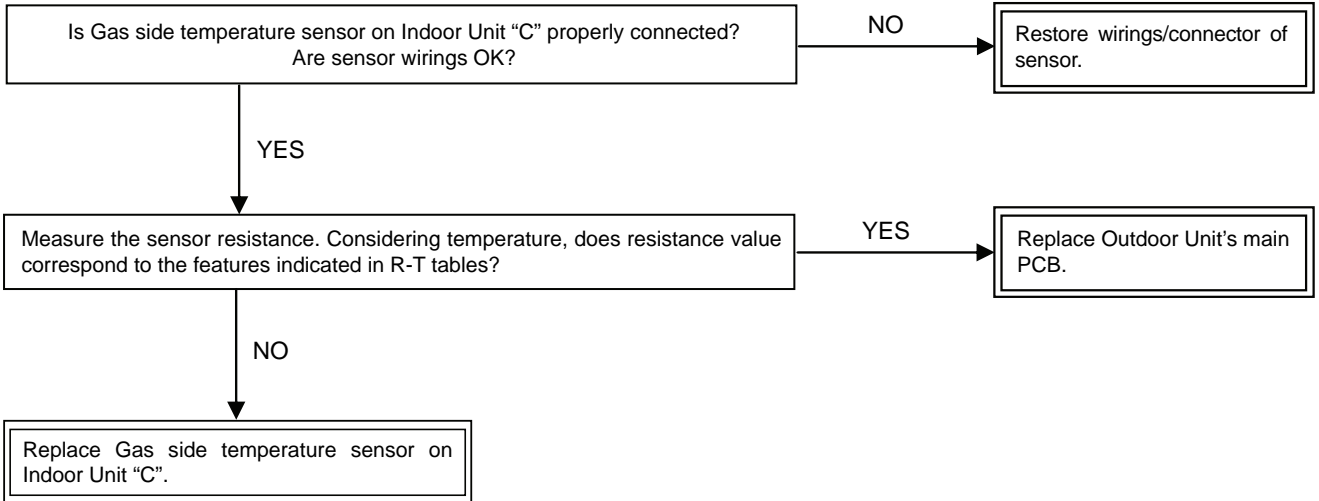 Is Gas side temperature sensor on Indoor Unit “C” properly connected?
Are sensor wirings OK?
NO
Restore wirings/connector of
sensor.
YES
Measure the sensor resistance. Considering temperature, does resistance value
correspond to the features indicated in R-T tables?
YES
Replace Outdoor Unit's main
PCB.
NO
Replace Gas side temperature sensor on
Indoor Unit “C”.